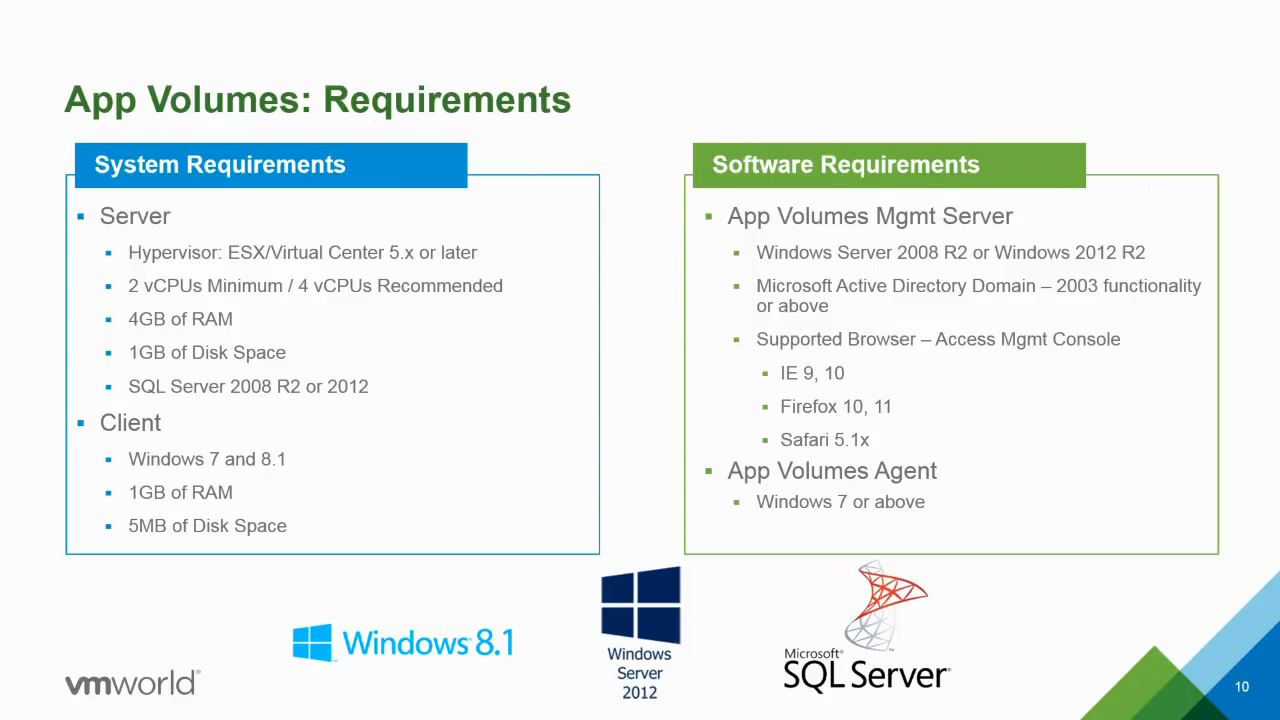 App Volumes: Requirements
System Requirements
Server
Hypervisor: ESX/Virtual Center 5.x or later
2 vCPUs Minimum / 4 vCPUs Recommended
4GB of RAM
1GB of Disk Space
SQL Server 2008 R2 or 2012
Client
Windows 7 and 8.1
1GB of RAM
5MB of Disk Space
Software Requirements
App Volumes Mgmt Server
Windows Server 2008 R2 or Windows 2012 R2
Microsoft Active Directory Domain – 2003 functionality
or above
Supported Browser – Access Mgmt Console
IE 9, 10
Firefox 10, 11
Safari 5.1x
App Volumes Agent
Windows 7 or above
Windows 8.1
Windows
Server
2012
Microsoft®
SQL Server
vmworld®
10